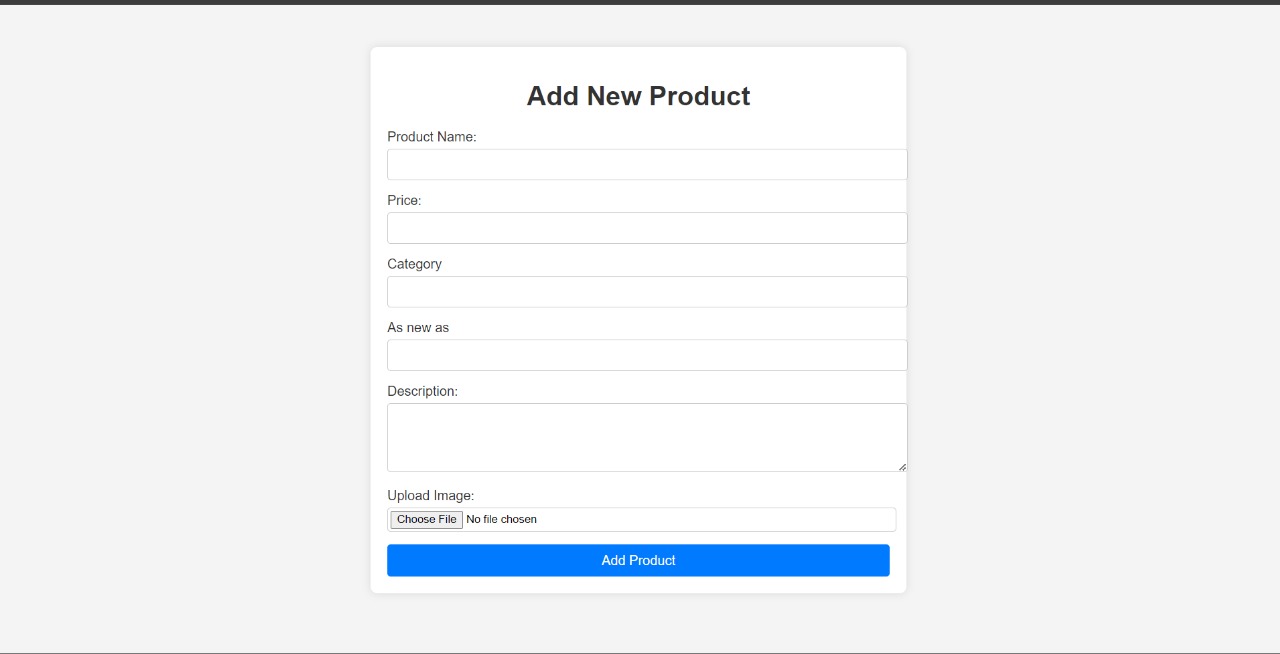 Add New Product
Product Name:
Price:
Category
As new as
Description:
Upload Image:
Choose File No file chosen
Add Product